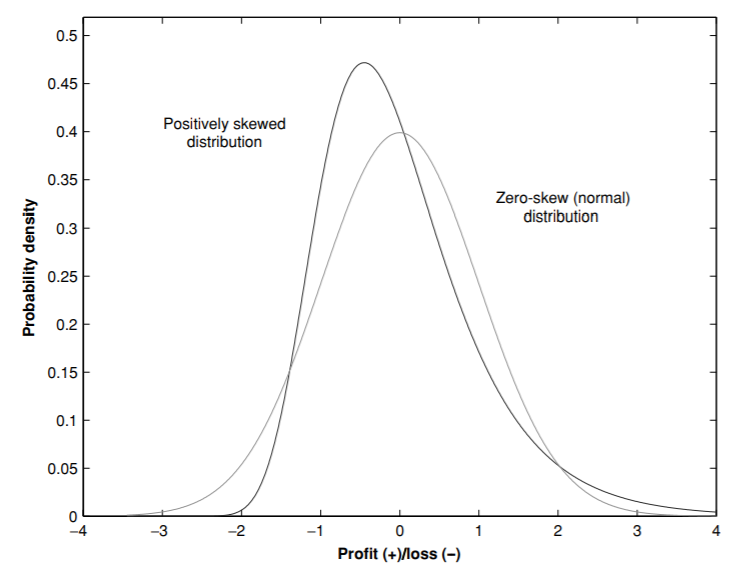 0.5
0.45
Positively skewed
distribution
0.4
0.35
Zero-skew (normal)
distribution
0.3
0.25
0.2
0.15
0.1
0.05
0
Probability density
−4 −3 −2 −1 0 1 2 3 4
Profit (+)/loss (−)